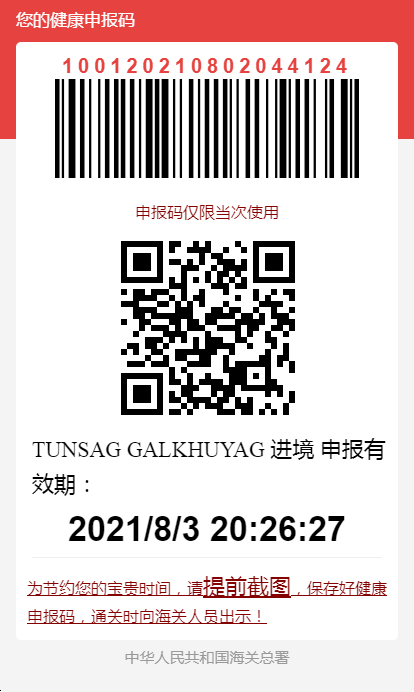 您的健康申报码
100120210802044124
申报码仅限当次使用
TUNSAG GALKHUYAG 进境 申报有
效期：
2021/8/3 20:26:27
为节约您的宝贵时间，请提前截图，保存好健康
申报码，通关时向海关人员出示！
中华人民共和国海关总署